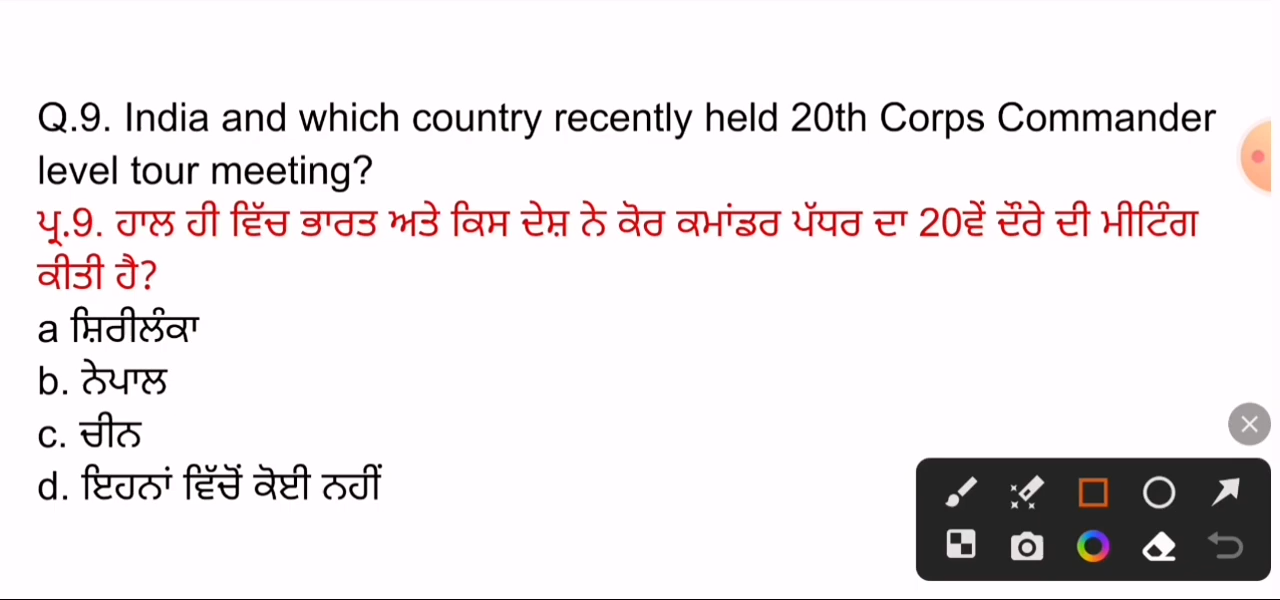 Q.9. India and which country recently held 20th Corps Commander
level tour meeting?
ਪ੍ਰ.9. ਹਾਲ ਹੀ ਵਿੱਚ ਭਾਰਤ ਅਤੇ ਕਿਸ ਦੇਸ਼ ਨੇ ਕੋਰ ਕਮਾਂਡਰ ਪੱਧਰ ਦਾ 20ਵੇਂ ਦੌਰੇ ਦੀ ਮੀਟਿੰਗ
ਕੀਤੀ ਹੈ?
a ਸ਼ਿਰੀਲੰਕਾ
b. ਨੇਪਾਲ
c. ਚੀਨ
d. ਇਹਨਾਂ ਵਿੱਚੋਂ ਕੋਈ ਨਹੀਂ